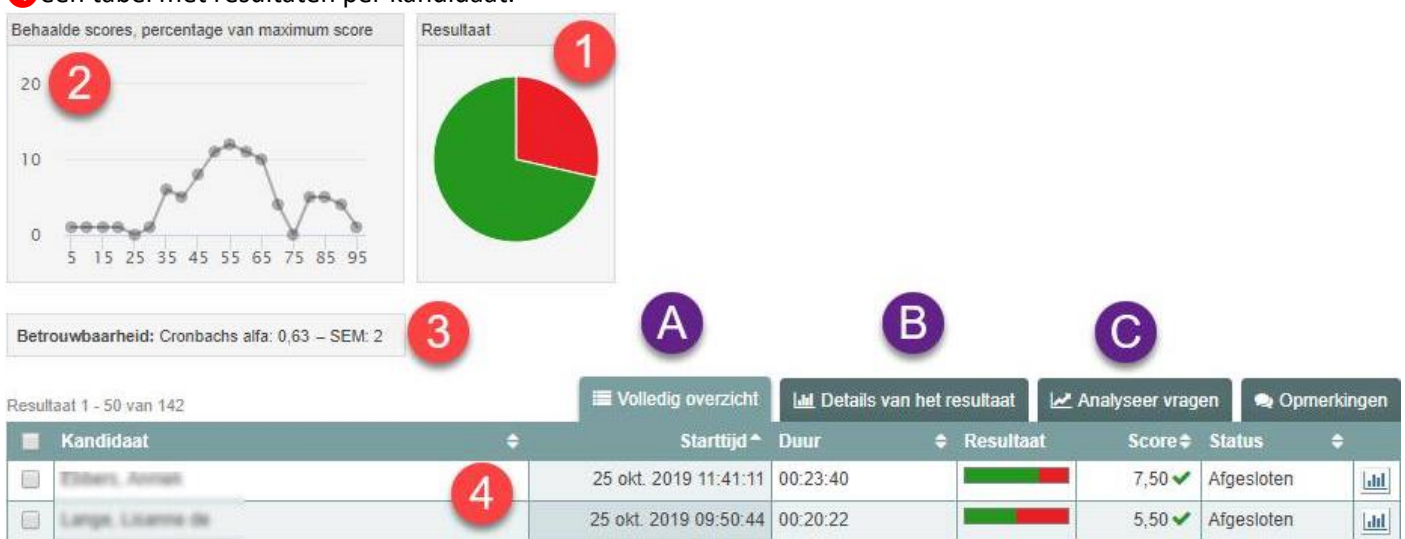 een tabel met resultaten per kandidaat.
Behaalde scores, percentage van maximum score
Resultaat
1
2
20
10
0
5 15 25 35 45 55 65 75 85 95
Betrouwbaarheid: Cronbachs alfa: 0,63 – SEM: 2
3
A
B
C
Resultaat 1 - 50 van 142
Volledig overzicht
Details van het resultaat
Analyseer vragen
Opmerkingen
Kandidaat Starttijd Duur Resultaat Score Status
25 okt. 2019 11:41:11 00:23:40 7,50 Afgesloten
4
25 okt. 2019 09:50:44 00:20:22 5,50 Afgesloten